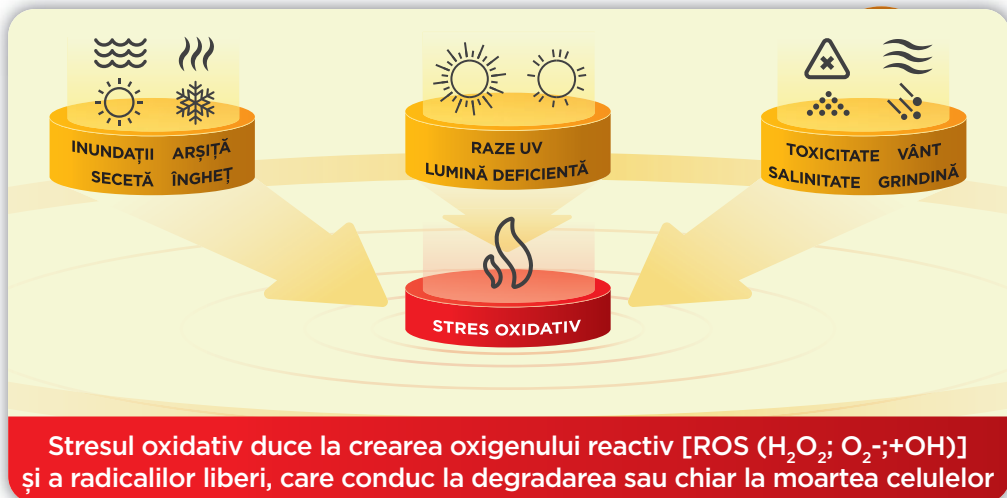 INUNDAȚII ARȘIȚĂ
SECETĂ ÎNGHEȚ
RAZE UV
LUMINĂ DEFICIENTĂ
TOXICITATE VÂNT
SALINITATE GRINDINĂ
STRES OXIDATIV
Stresul oxidativ duce la crearea oxigenului reactiv [ROS (H₂O₂; O₂-;+OH)]
și a radicalilor liberi, care conduc la degradarea sau chiar la moartea celulelor